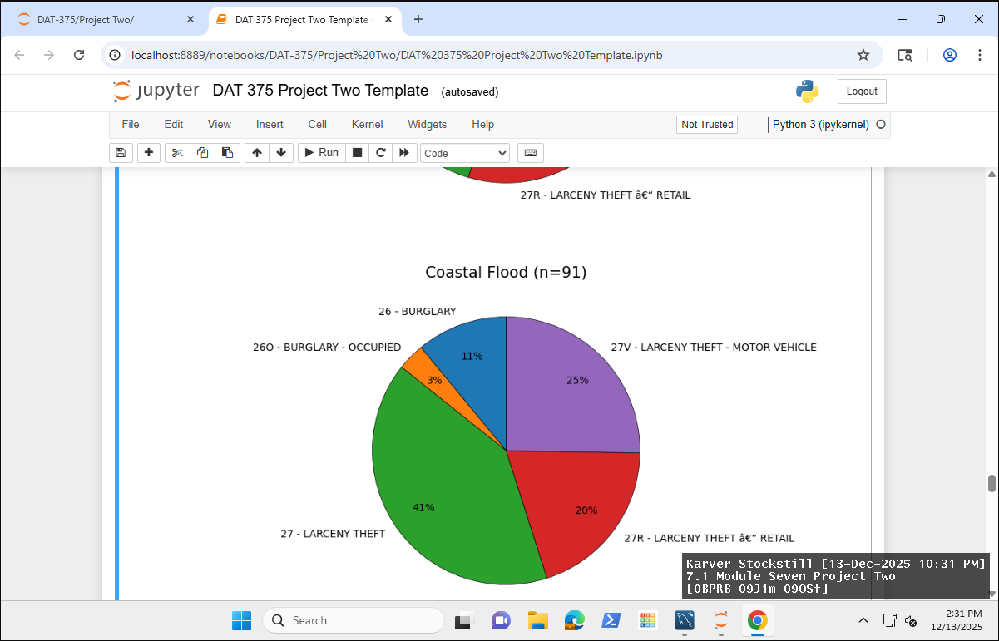 DAT-375/Project Two/
DAT 375 Project Two Template -
localhost:8889/notebooks/DAT-375/Project%20Two/DAT%20375%20Project%20Two%20Template.ipynb
jupyter DAT 375 Project Two Template (autosaved)
Logout
File Edit View Insert Cell Kernel Widgets Help
Not Trusted
Python 3 (ipykernel)
Run
Code
27R - LARCENY THEFT â€“ RETAIL
Coastal Flood (n=91)
26 - BURGLARY
26O - BURGLARY - OCCUPIED
27V - LARCENY THEFT - MOTOR VEHICLE
11%
3%
25%
41%
20%
27 - LARCENY THEFT
27R - LARCENY THEFT â€“ RETAIL
Karver Stockstill [13-Dec-2025 10:31 PM]
7.1 Module Seven Project Two
[0BPRB-09J1m-09OSf]
Search
2:31 PM
12/13/2025